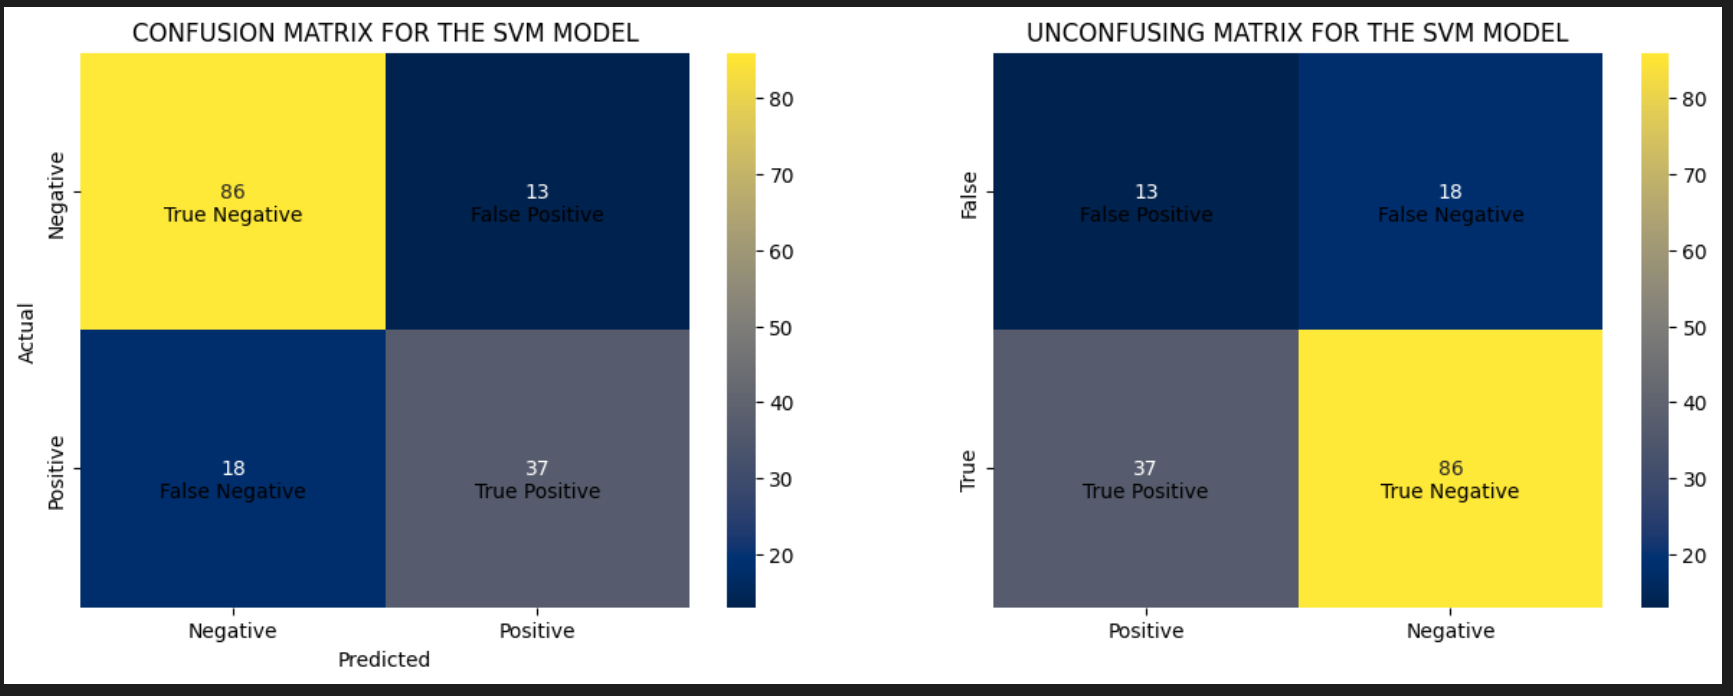 CONFUSION MATRIX FOR THE SVM MODEL
Actual
Negative
Positive
86
True Negative
13
False Positive
18
False Negative
37
True Positive
Negative
Positive
Predicted
80
70
60
50
40
30
20
UNCONFUSING MATRIX FOR THE SVM MODEL
False
True
13
False Positive
18
False Negative
37
True Positive
86
True Negative
Positive
Negative
80
70
60
50
40
30
20